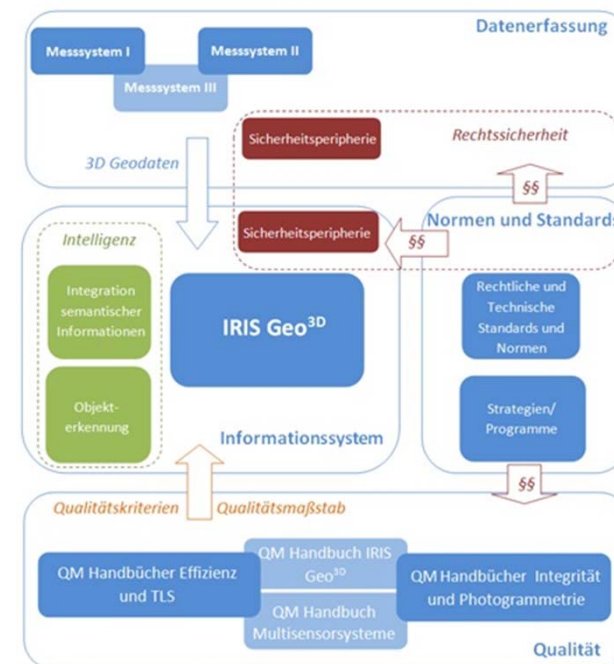 Datenerfassung
Messsystem I
Messsystem II
Messsystem III
Sicherheitsperipherie
Rechtssicherheit
3D Geodaten
§§
Sicherheitsperipherie
§§
Normen und Standards
Intelligenz
Integration
semantischer
Informationen
IRIS Geo3D
Rechtliche und
Technische
Standards und
Normen
Objekt-
erkennung
Strategien/
Programme
Informationssystem
§§
Qualitätskriterien
Qualitätsmaßstab
QM Handbücher Effizienz
und TLS
QM Handbuch IRIS
Geo3D
QM Handbuch
Multisensorsysteme
QM Handbücher Integrität
und Photogrammetrie
Qualität